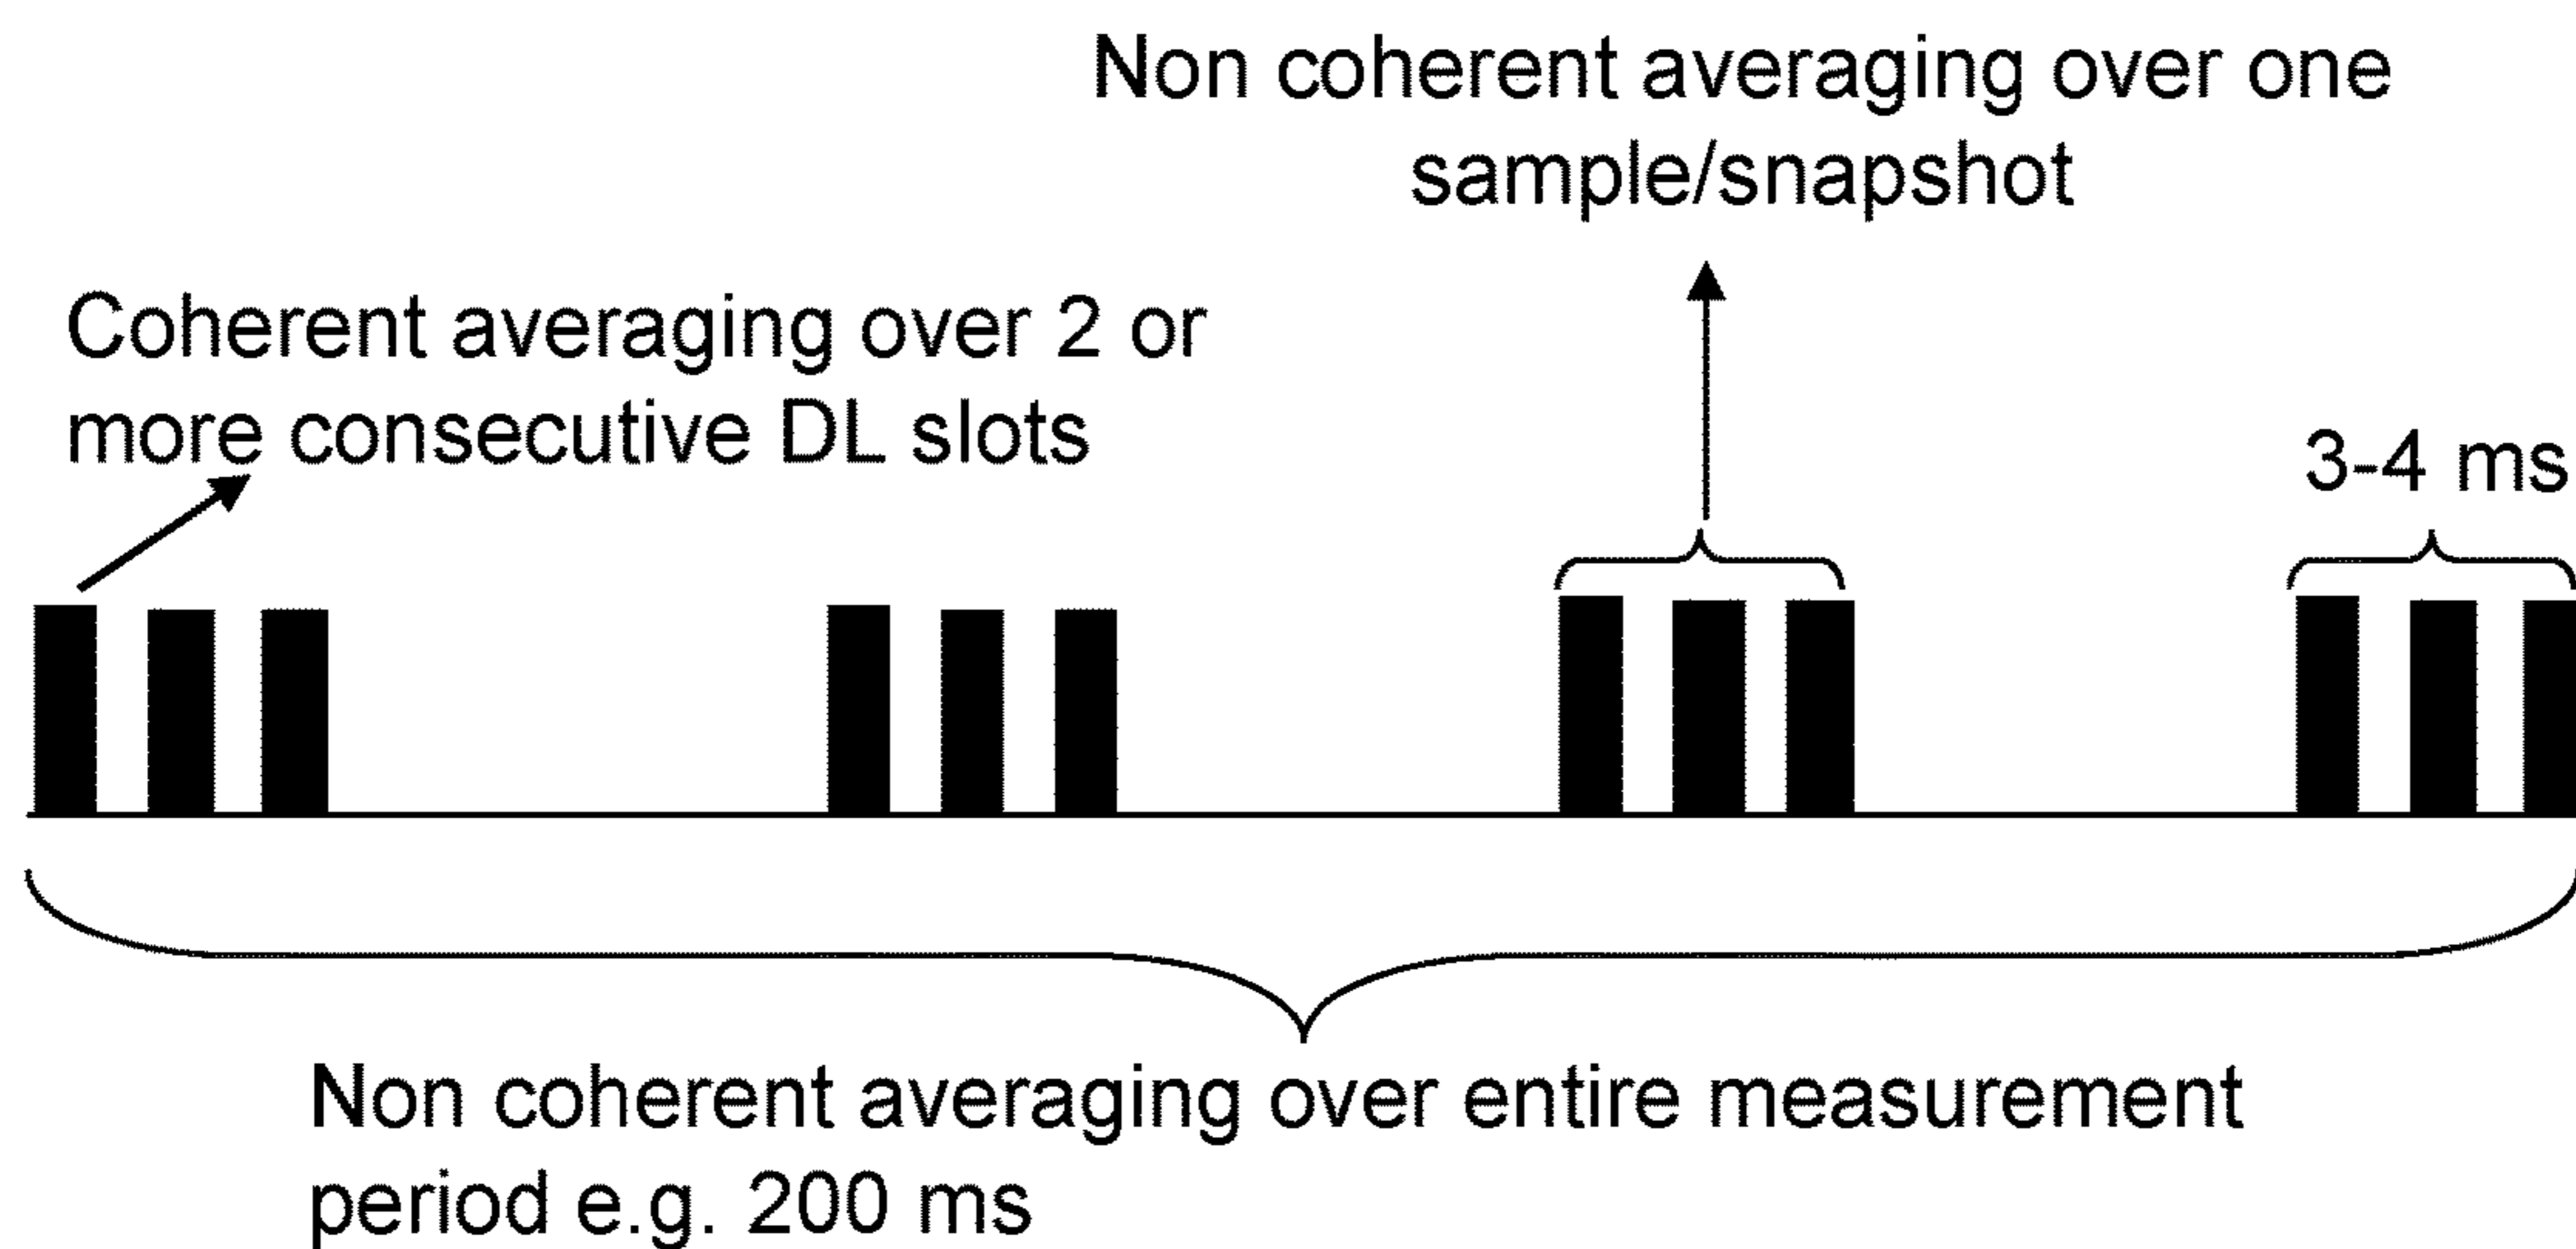 Non coherent averaging over one
sample/snapshot
Coherent averaging over 2 or
more consecutive DL slots
3-4 ms
Non coherent averaging over entire measurement
period e.g. 200 ms